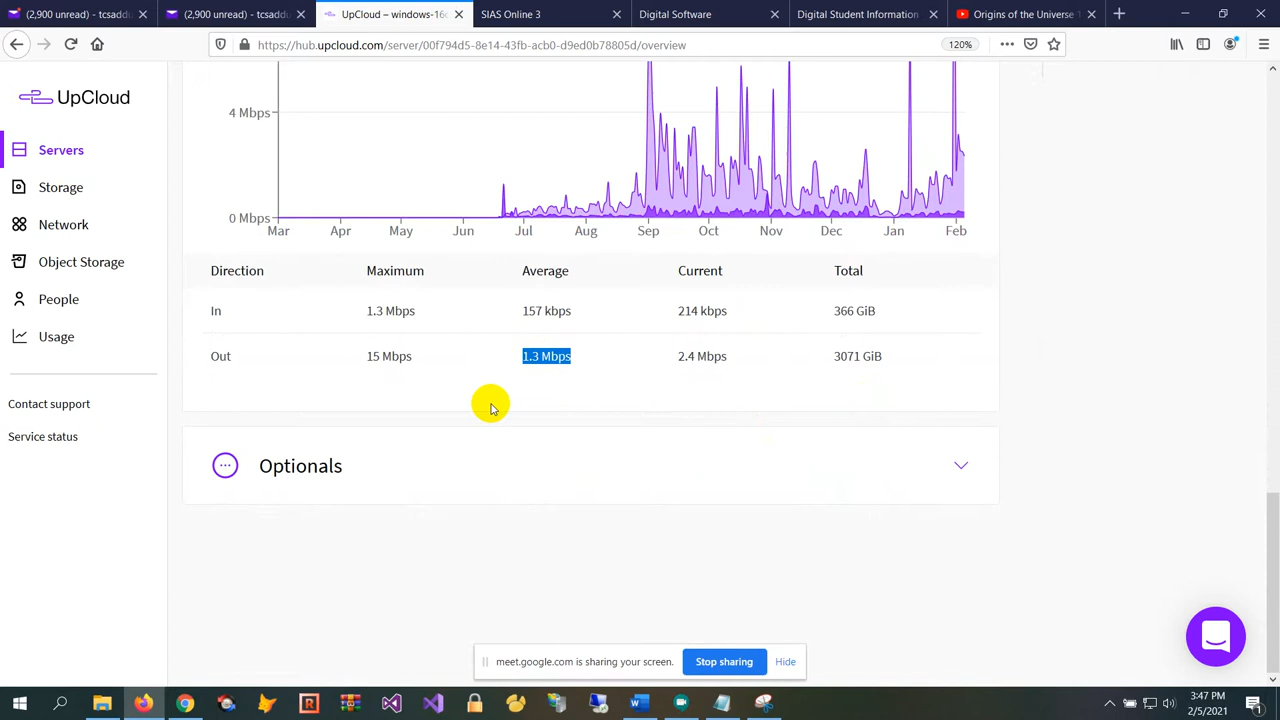 (2,900 unread) - tcsaddu
(2,900 unread) - tcsaddu
UpCloud – windows-16c
SIAS Online 3
Digital Software
Digital Student Information
Origins of the Universe 1
https://hub.upcloud.com/server/00f794d5-8e14-43fb-acb0-d9ed0b78805d/overview
120%
UpCloud
Servers
Storage
Network
Object Storage
People
Usage
Contact support
Service status
4 Mbps
0 Mbps
Mar Apr May Jun Jul Aug Sep Oct Nov Dec Jan Feb
Direction Maximum Average Current Total
In 1.3 Mbps 157 kbps 214 kbps 366 GiB
Out 15 Mbps 1.3 Mbps 2.4 Mbps 3071 GiB
Optionals
meet.google.com is sharing your screen. Stop sharing Hide
3:47 PM
2/5/2021